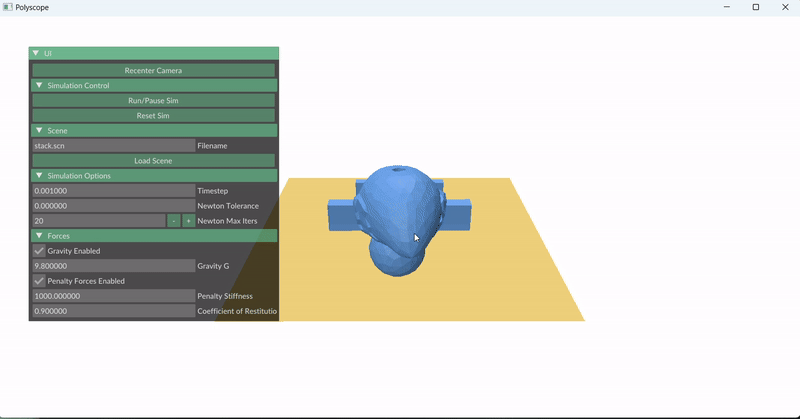 Polyscope
UI
Recenter Camera
Simulation Control
Run/Pause Sim
Reset Sim
Scene
stack.scn Filename
Load Scene
Simulation Options
0.001000 Timestep
0.000000 Newton Tolerance
20 - + Newton Max Iters
Forces
Gravity Enabled
9.800000 Gravity G
Penalty Forces Enabled
1000.000000 Penalty Stiffness
0.900000 Coefficient of Restitutio